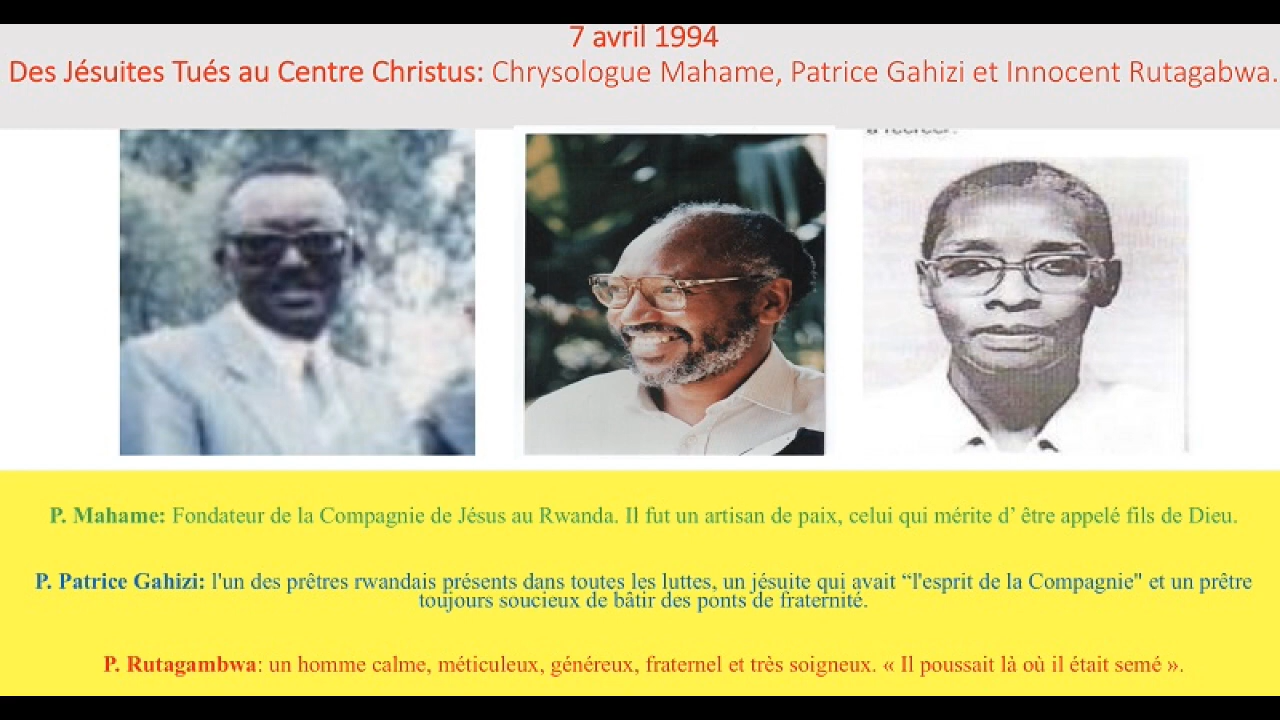 7 avril 1994
Des Jésuites Tués au Centre Christus: Chrysologue Mahame, Patrice Gahizi et Innocent Rutagabwa.
P. Mahame: Fondateur de la Compagnie de Jésus au Rwanda. Il fut un artisan de paix, celui qui mérite d’ être appelé fils de Dieu.
P. Patrice Gahizi: l'un des prêtres rwandais présents dans toutes les luttes, un jésuite qui avait “l'esprit de la Compagnie" et un prêtre
toujours soucieux de bâtir des ponts de fraternité.
P. Rutagambwa: un homme calme, méticuleux, généreux, fraternel et très soigneux. « Il poussait là où il était semé ».